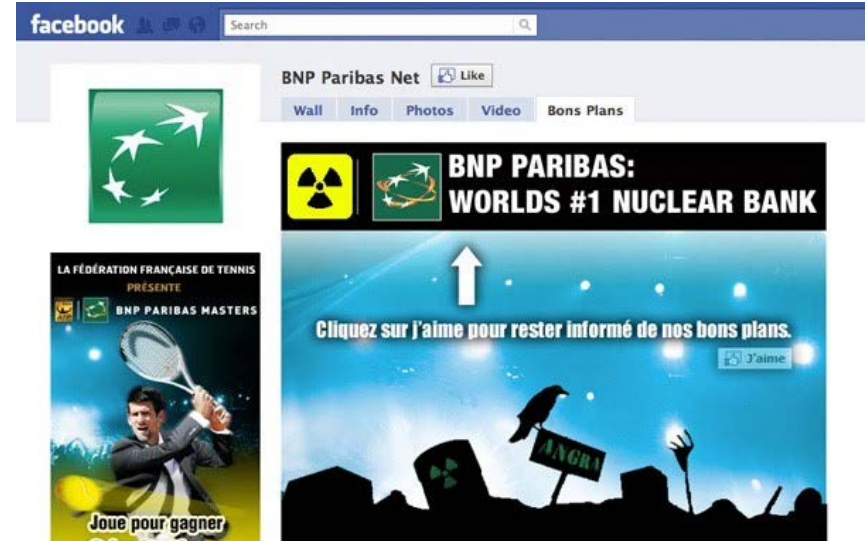 facebook
Search
BNP Paribas Net
Like
Wall Info Photos Video Bons Plans
BNP PARIBAS:
WORLDS #1 NUCLEAR BANK
LA FÉDÉRATION FRANÇAISE DE TENNIS
PRÉSENTE
BNP PARIBAS MASTERS
Cliquez sur j'aime pour rester informé de nos bons plans.
J'aime
ANGRA
Joue pour gagner